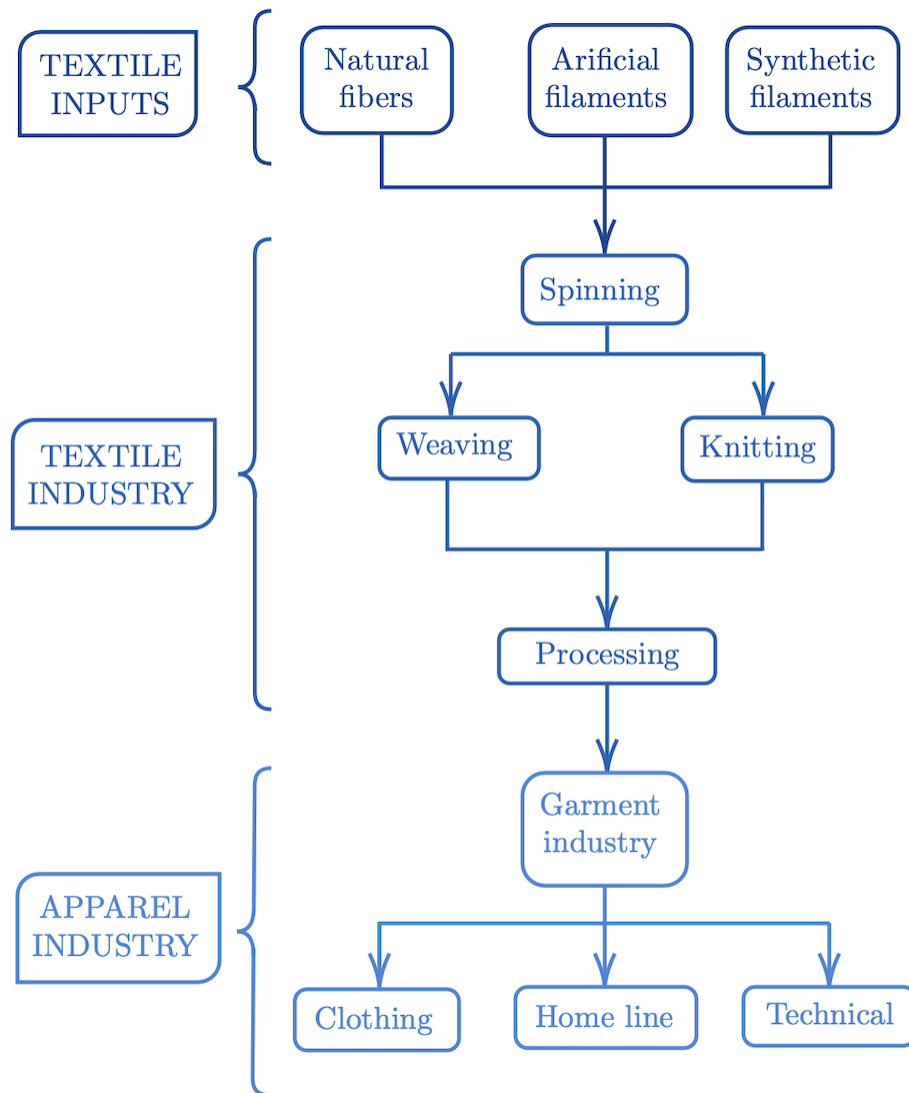 TEXTILE
INPUTS
Natural
fibers
Arificial
filaments
Synthetic
filaments
Spinning
Weaving
Knitting
TEXTILE
INDUSTRY
Processing
Garment
industry
APPAREL
INDUSTRY
Clothing
Home line
Technical